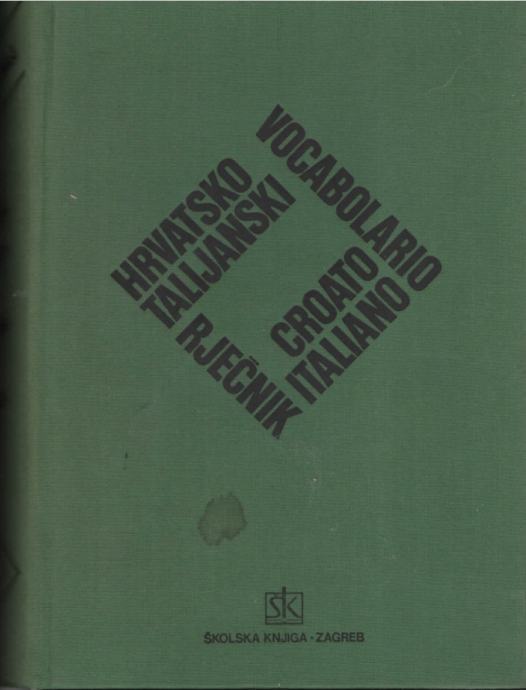 HRVATSKO
TALIJANSKI
RJEČNIK
VOCABOLARIO
CROATO
ITALIANO
ŠK
ŠKOLSKA KNJIGA · ZAGREB